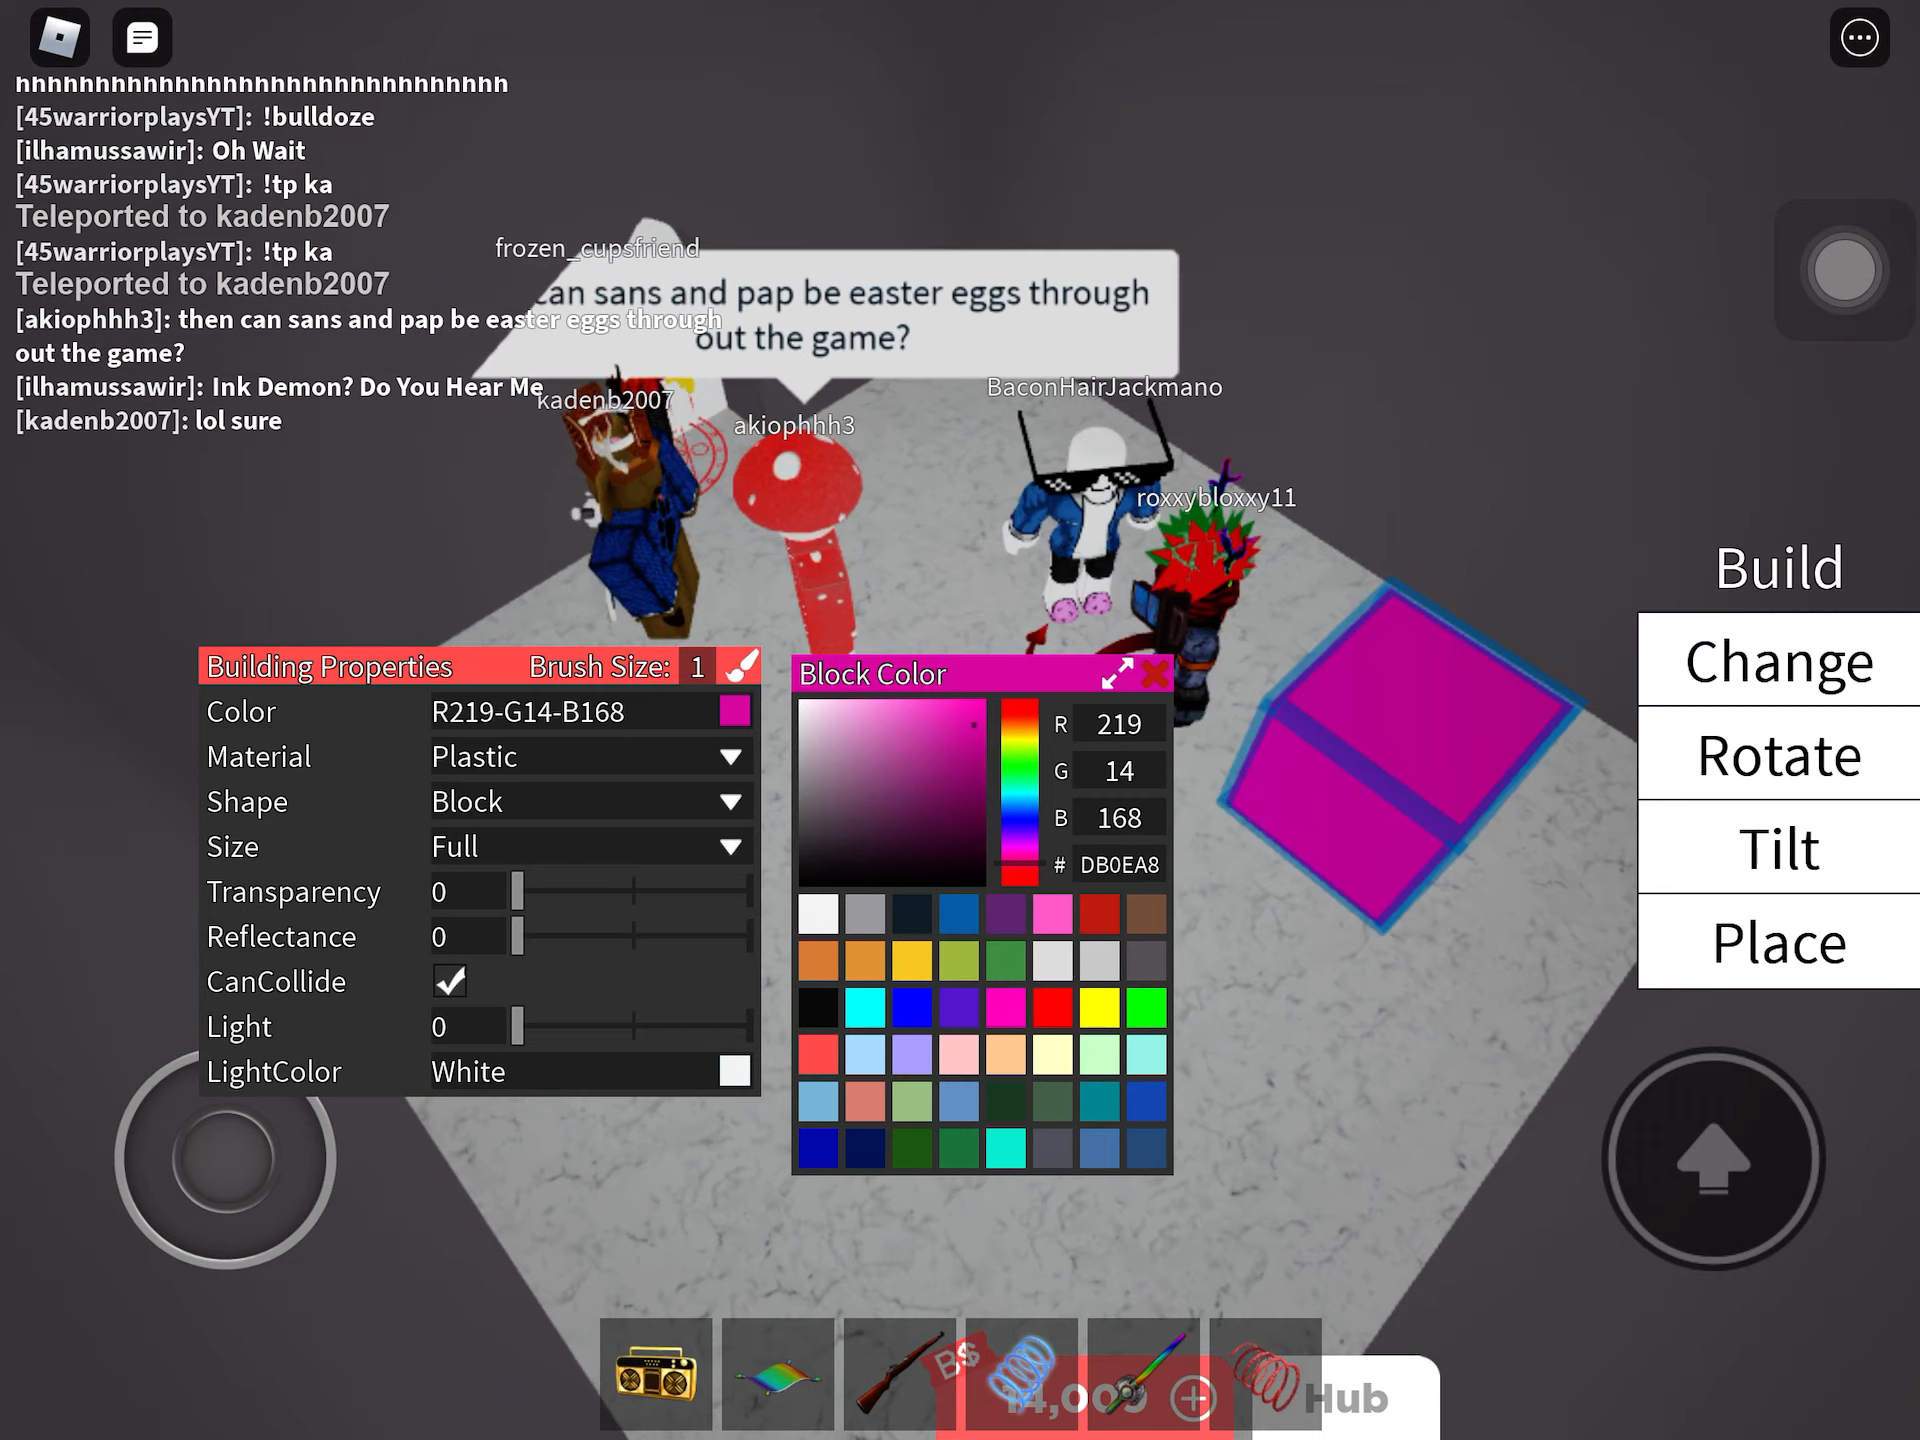 hhhhhhhhhhhhhhhhhhhhhhhhhhhhhhh
[45warriorplaysYT]: !bulldoze
[ilhamussawir]: Oh Wait
[45warriorplaysYT]: !tp ka
Teleported to kadenb2007
[45warriorplaysYT]: !tp ka
Teleported to kadenb2007
[akiophhh3]: then can sans and pap be easter eggs through
out the game?
[ilhamussawir]: Ink Demon? Do You Hear Me
[kadenb2007]: lol sure
frozen_cupsfriend
can sans and pap be easter eggs through
out the game?
kadenb2007
akiophhh3
BaconHairJackmano
roxxybloxxy11
Build
Change
Rotate
Tilt
Place
Building Properties Brush Size: 1
Color R219-G14-B168
Material Plastic
Shape Block
Size Full
Transparency 0
Reflectance 0
CanCollide
Light 0
LightColor White
Block Color
R 219
G 14
B 168
# DB0EA8
B$
Hub